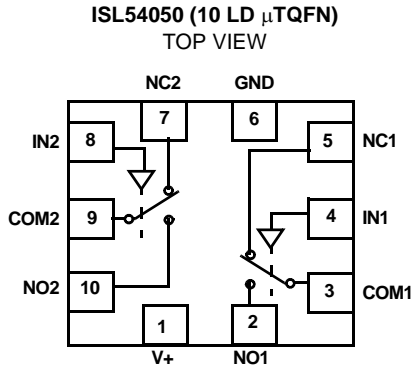 ISL54050 (10 LD μTQFN)
TOP VIEW
NC2 GND
7 6
IN2 8 5 NC1
4 IN1
COM2 9
NO2 10 3 COM1
1 2
V+ NO1